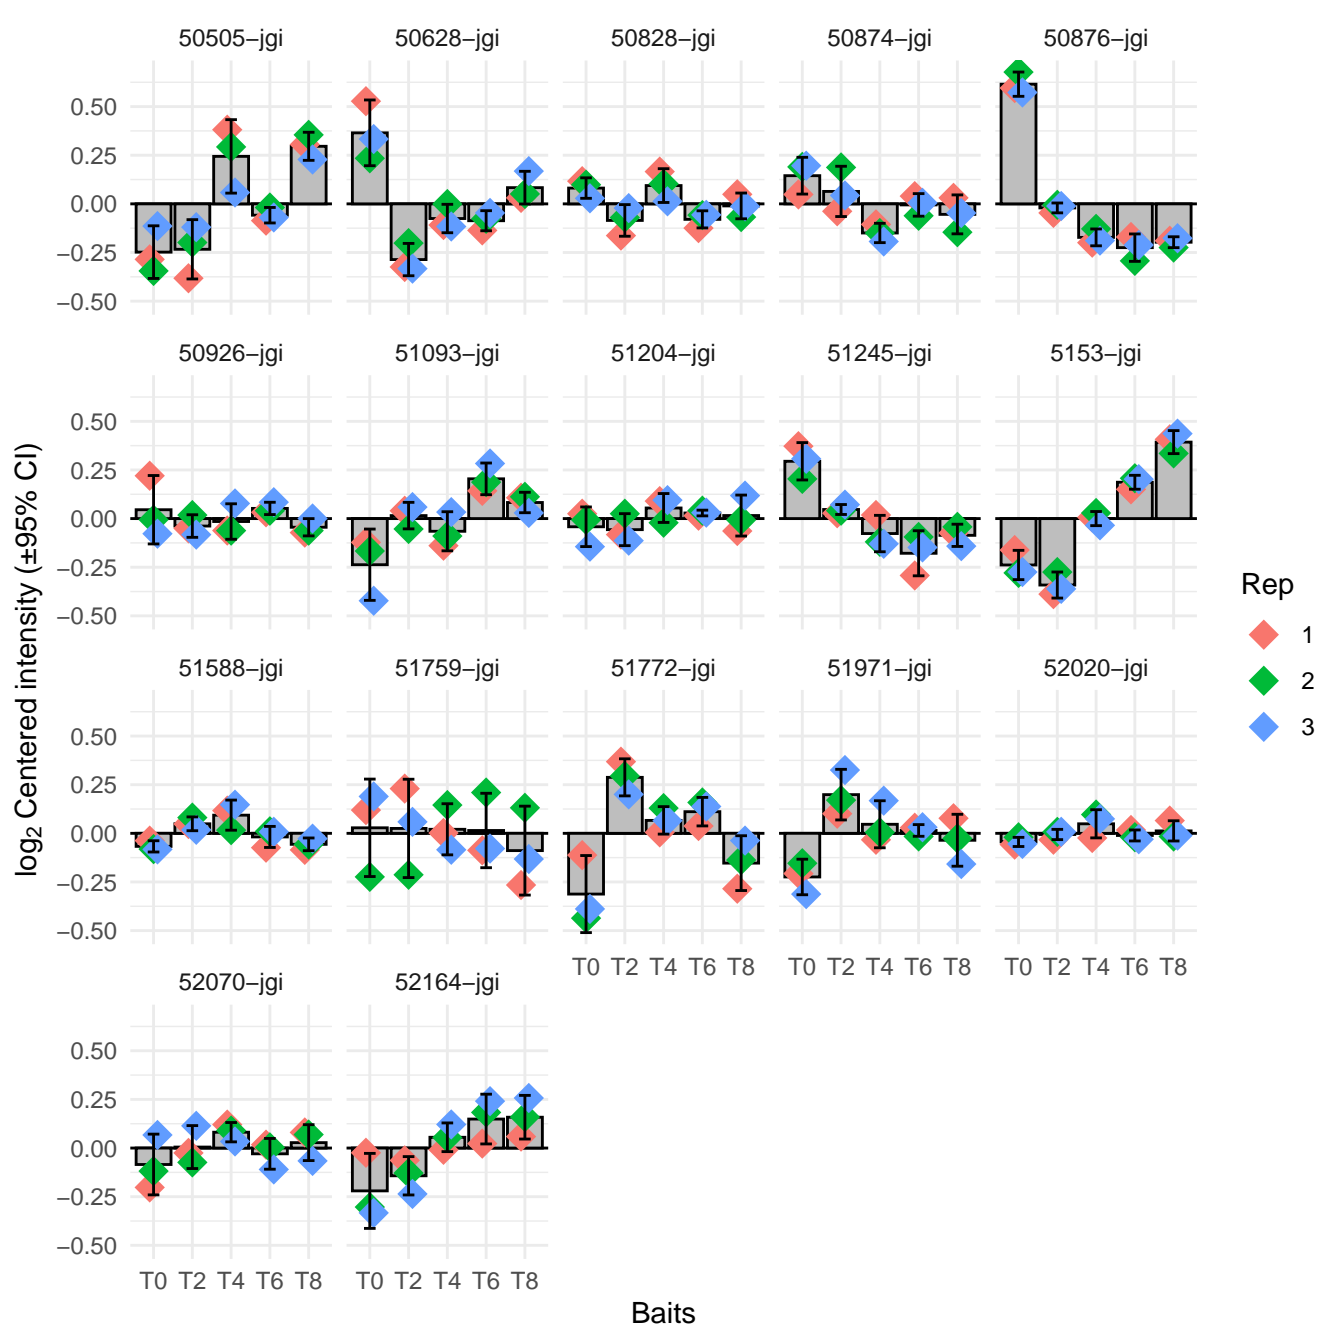 50505−jgi 50628−jgi 50828−jgi 50874−jgi 50876−jgi
0.50
0.25
0.00
−0.25
−0.50
50926−jgi 51093−jgi 51204−jgi 51245−jgi 5153−jgi
0.50
0.25
0.00
−0.25
−0.50
51588−jgi 51759−jgi 51772−jgi 51971−jgi 52020−jgi
0.50
0.25
0.00
−0.25
−0.50
T0 T2 T4 T6 T8 T0 T2 T4 T6 T8 T0 T2 T4 T6 T8
52070−jgi 52164−jgi
0.50
0.25
0.00
−0.25
−0.50
T0 T2 T4 T6 T8 T0 T2 T4 T6 T8
Baits
log2 Centered intensity (±95% CI)
Rep
1
2
3